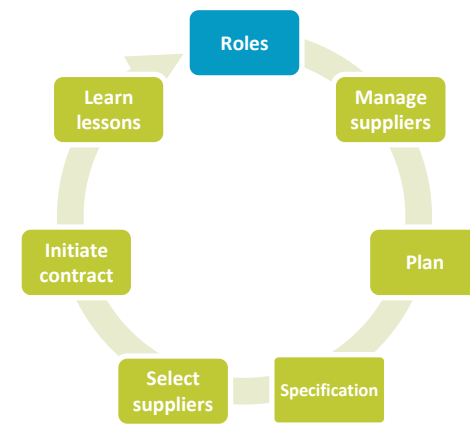 Roles
Manage
suppliers
Plan
Specification
Select
suppliers
Initiate
contract
Learn
lessons